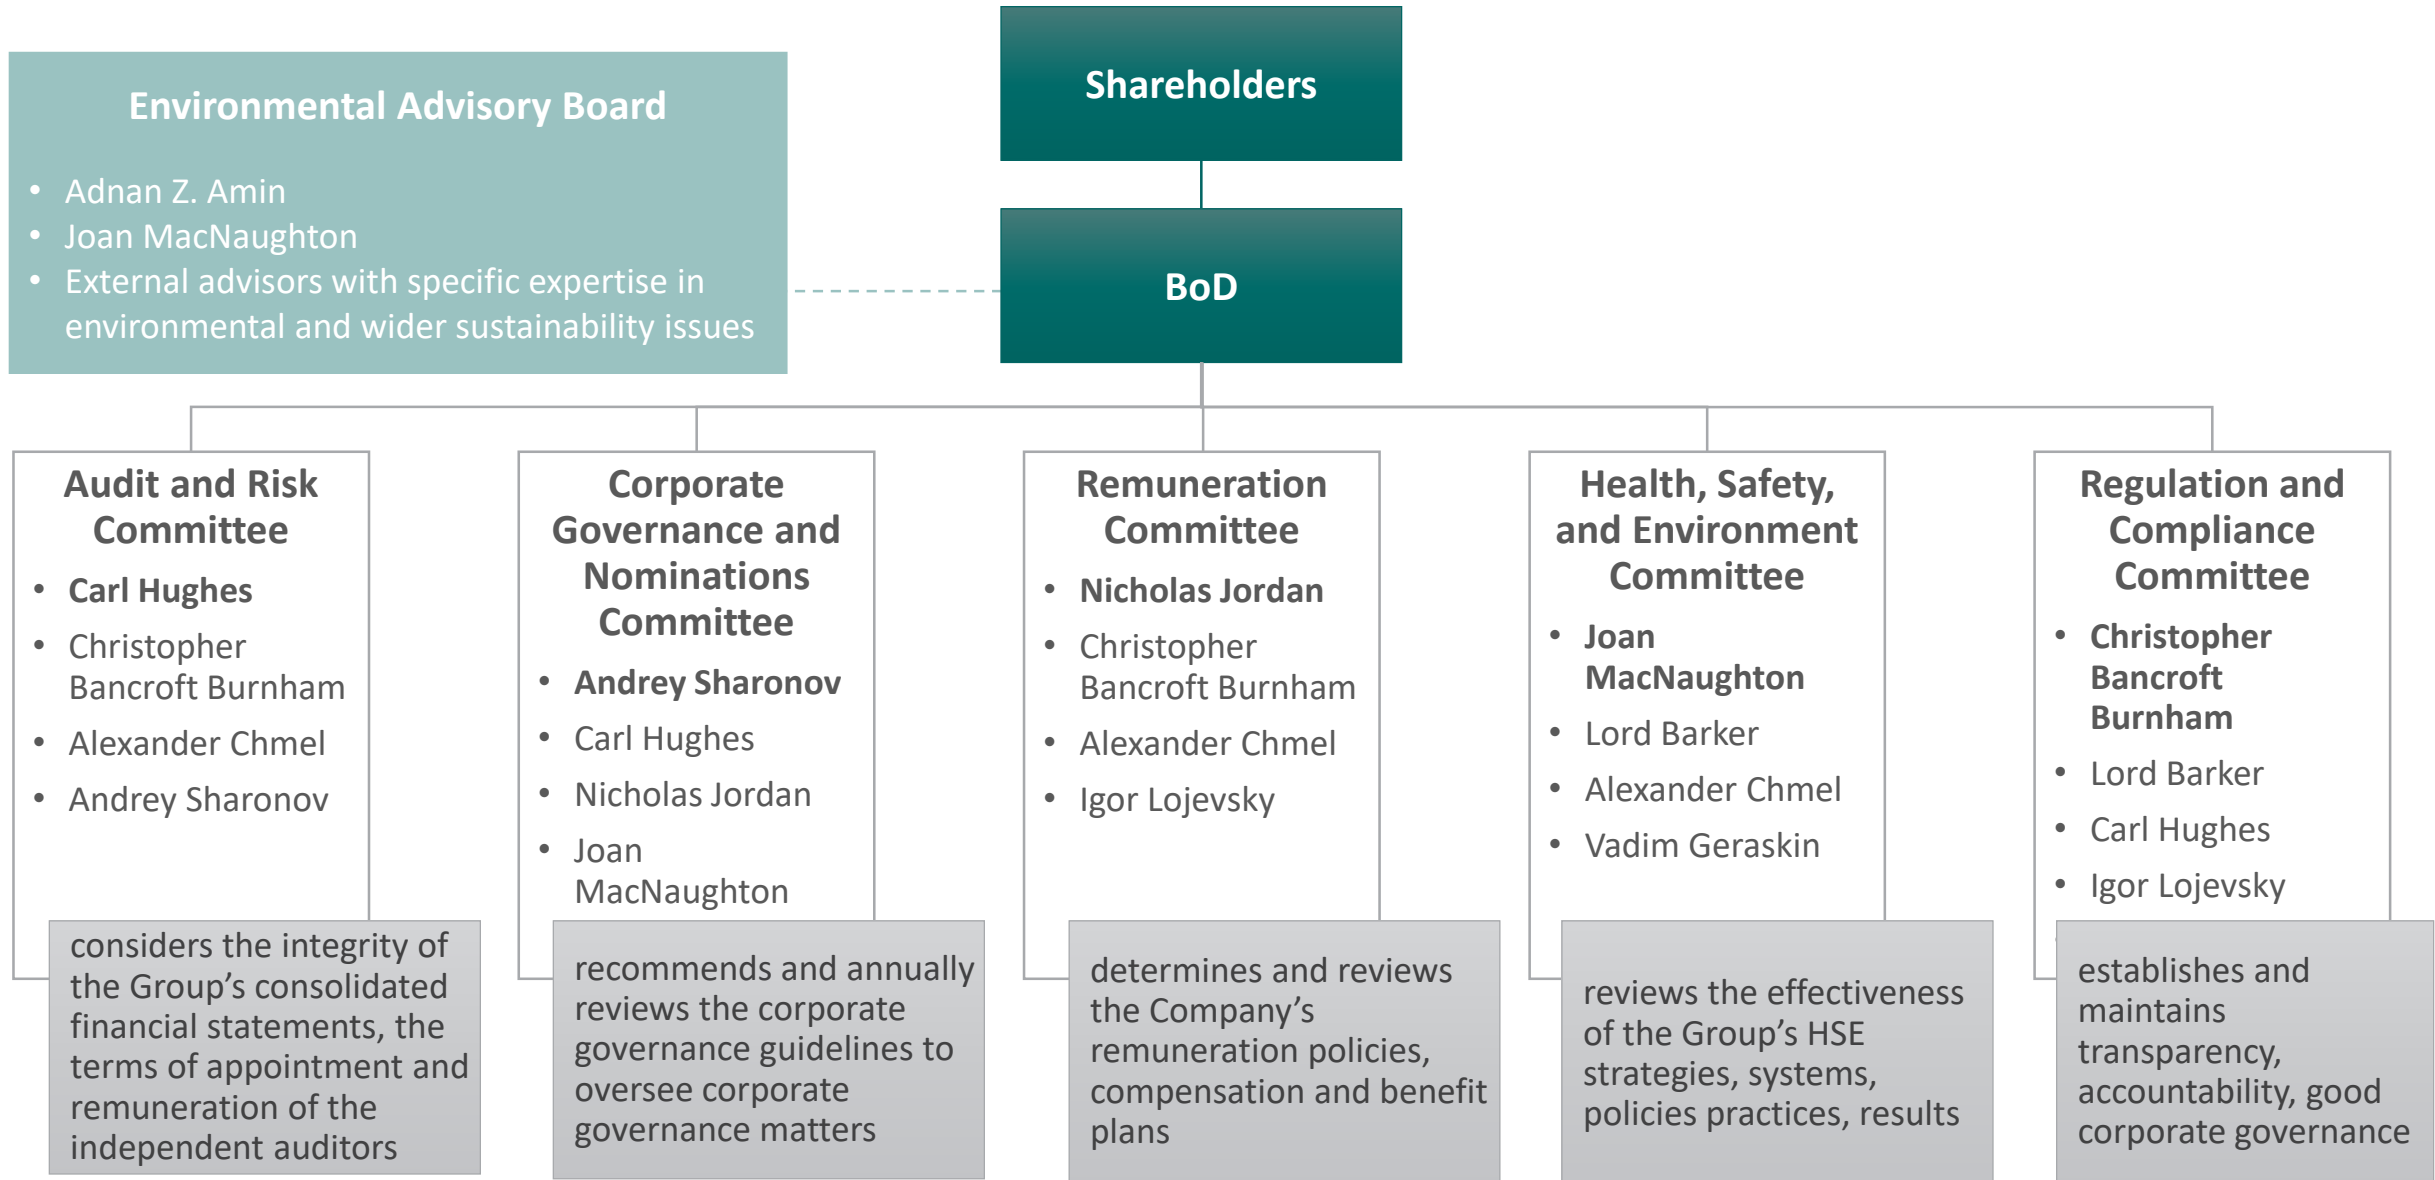 Shareholders
Environmental Advisory Board
• Adnan Z. Amin
• Joan MacNaughton
• External advisors with specific expertise in
environmental and wider sustainability issues
BoD
Audit and Risk
Committee
• Carl Hughes
• Christopher
Bancroft Burnham
• Alexander Chmel
• Andrey Sharonov
considers the integrity of
the Group’s consolidated
financial statements, the
terms of appointment and
remuneration of the
independent auditors
Corporate
Governance and
Nominations
Committee
• Andrey Sharonov
• Carl Hughes
• Nicholas Jordan
• Joan
MacNaughton
recommends and annually
reviews the corporate
governance guidelines to
oversee corporate
governance matters
Remuneration
Committee
• Nicholas Jordan
• Christopher
Bancroft Burnham
• Alexander Chmel
• Igor Lojevsky
determines and reviews
the Company’s
remuneration policies,
compensation and benefit
plans
Health, Safety,
and Environment
Committee
• Joan
MacNaughton
• Lord Barker
• Alexander Chmel
• Vadim Geraskin
reviews the effectiveness
of the Group’s HSE
strategies, systems,
policies practices, results
Regulation and
Compliance
Committee
• Christopher
Bancroft
Burnham
• Lord Barker
• Carl Hughes
• Igor Lojevsky
establishes and
maintains
transparency,
accountability, good
corporate governance